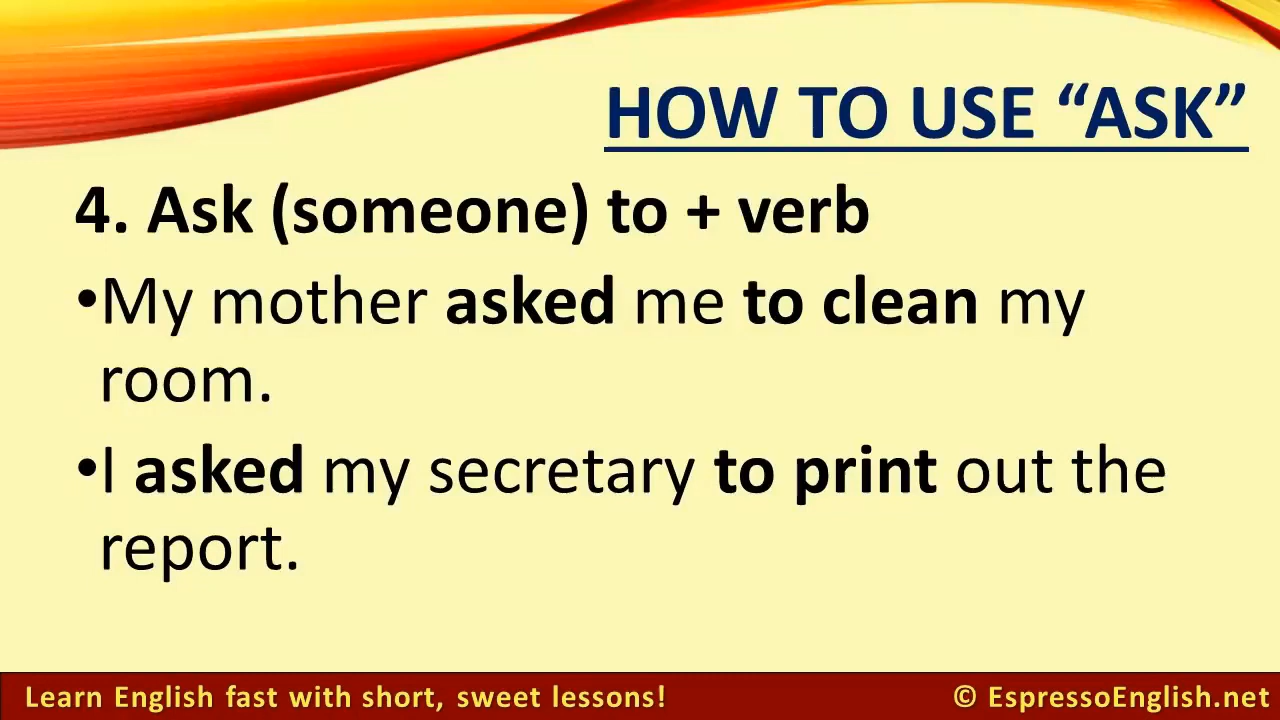 HOW TO USE “ASK”
4. Ask (someone) to + verb
•My mother asked me to clean my
room.
•I asked my secretary to print out the
report.
Learn English fast with short, sweet lessons!
© EspressoEnglish.net